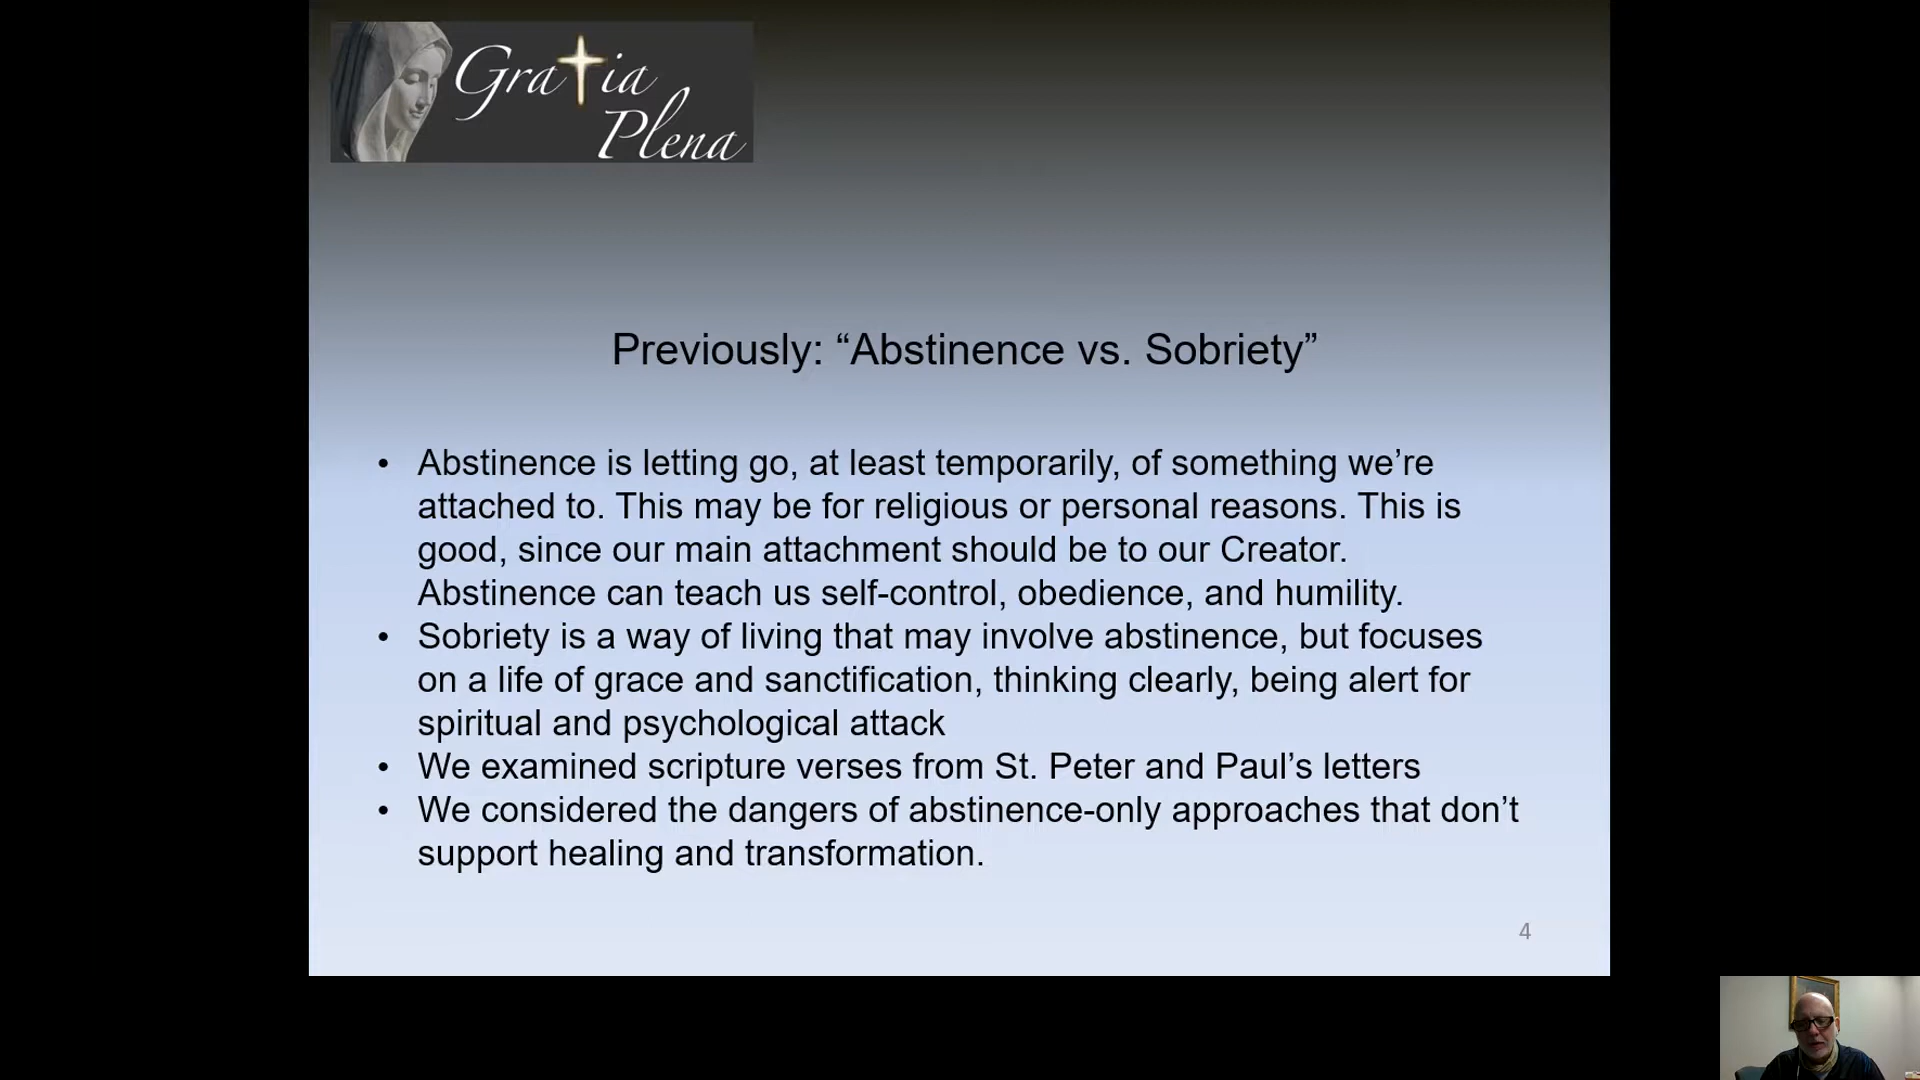 Gratia
Plena
Previously: “Abstinence vs. Sobriety”
• Abstinence is letting go, at least temporarily, of something we’re
attached to. This may be for religious or personal reasons. This is
good, since our main attachment should be to our Creator.
Abstinence can teach us self-control, obedience, and humility.
• Sobriety is a way of living that may involve abstinence, but focuses
on a life of grace and sanctification, thinking clearly, being alert for
spiritual and psychological attack
• We examined scripture verses from St. Peter and Paul’s letters
• We considered the dangers of abstinence-only approaches that don’t
support healing and transformation.
4